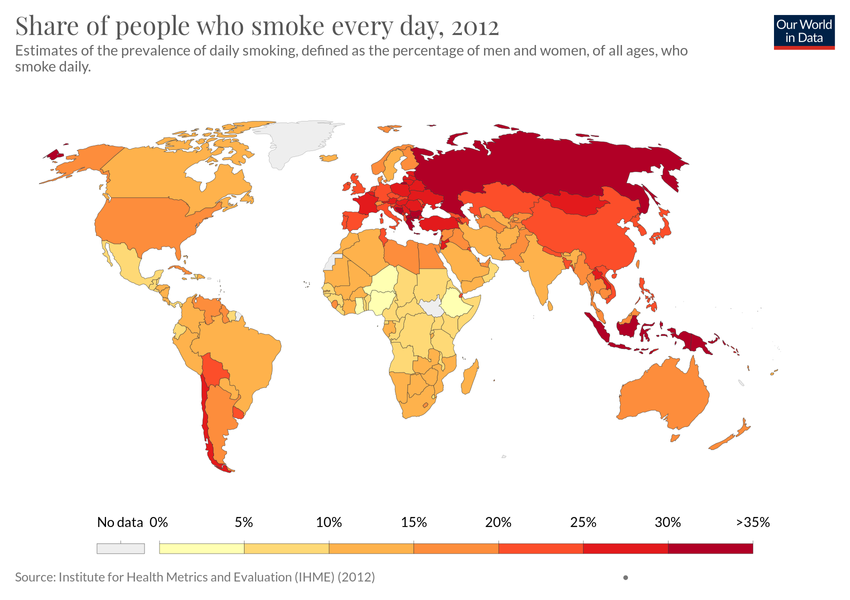 Share of people who smoke every day, 2012
Our World
in Data
Estimates of the prevalence of daily smoking, defined as the percentage of men and women, of all ages, who
smoke daily.
No data 0% 5% 10% 15% 20% 25% 30% >35%
Source: Institute for Health Metrics and Evaluation (IHME) (2012)